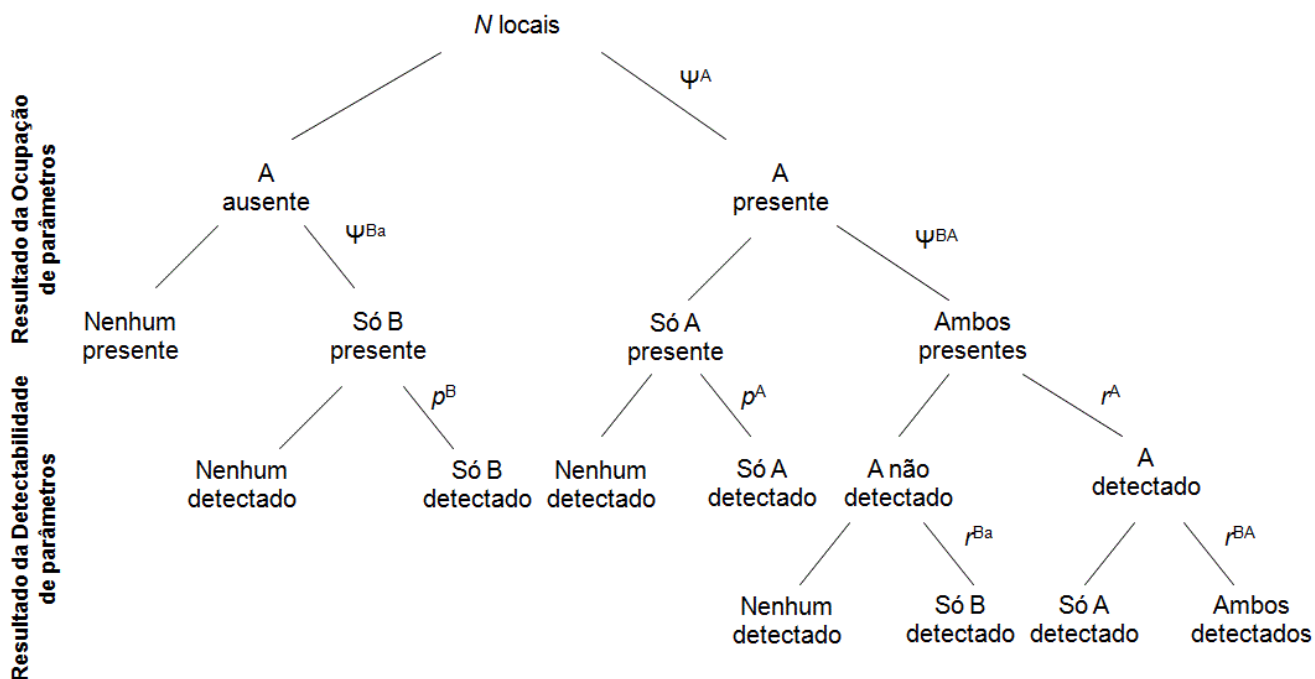 N locais
Ψᴬ
Resultado da Ocupação
de parâmetros
A
ausente
A
presente
Ψᴮᵃ
Ψᴮᴬ
Nenhum
presente
Só B
presente
Só A
presente
Ambos
presentes
Resultado da Detectabilidade
de parâmetros
pᴮ
pᴬ
rᴬ
Nenhum
detectado
Só B
detectado
Nenhum
detectado
Só A
detectado
A não
detectado
A
detectado
rᴮᵃ
rᴮᴬ
Nenhum
detectado
Só B
detectado
Só A
detectado
Ambos
detectados